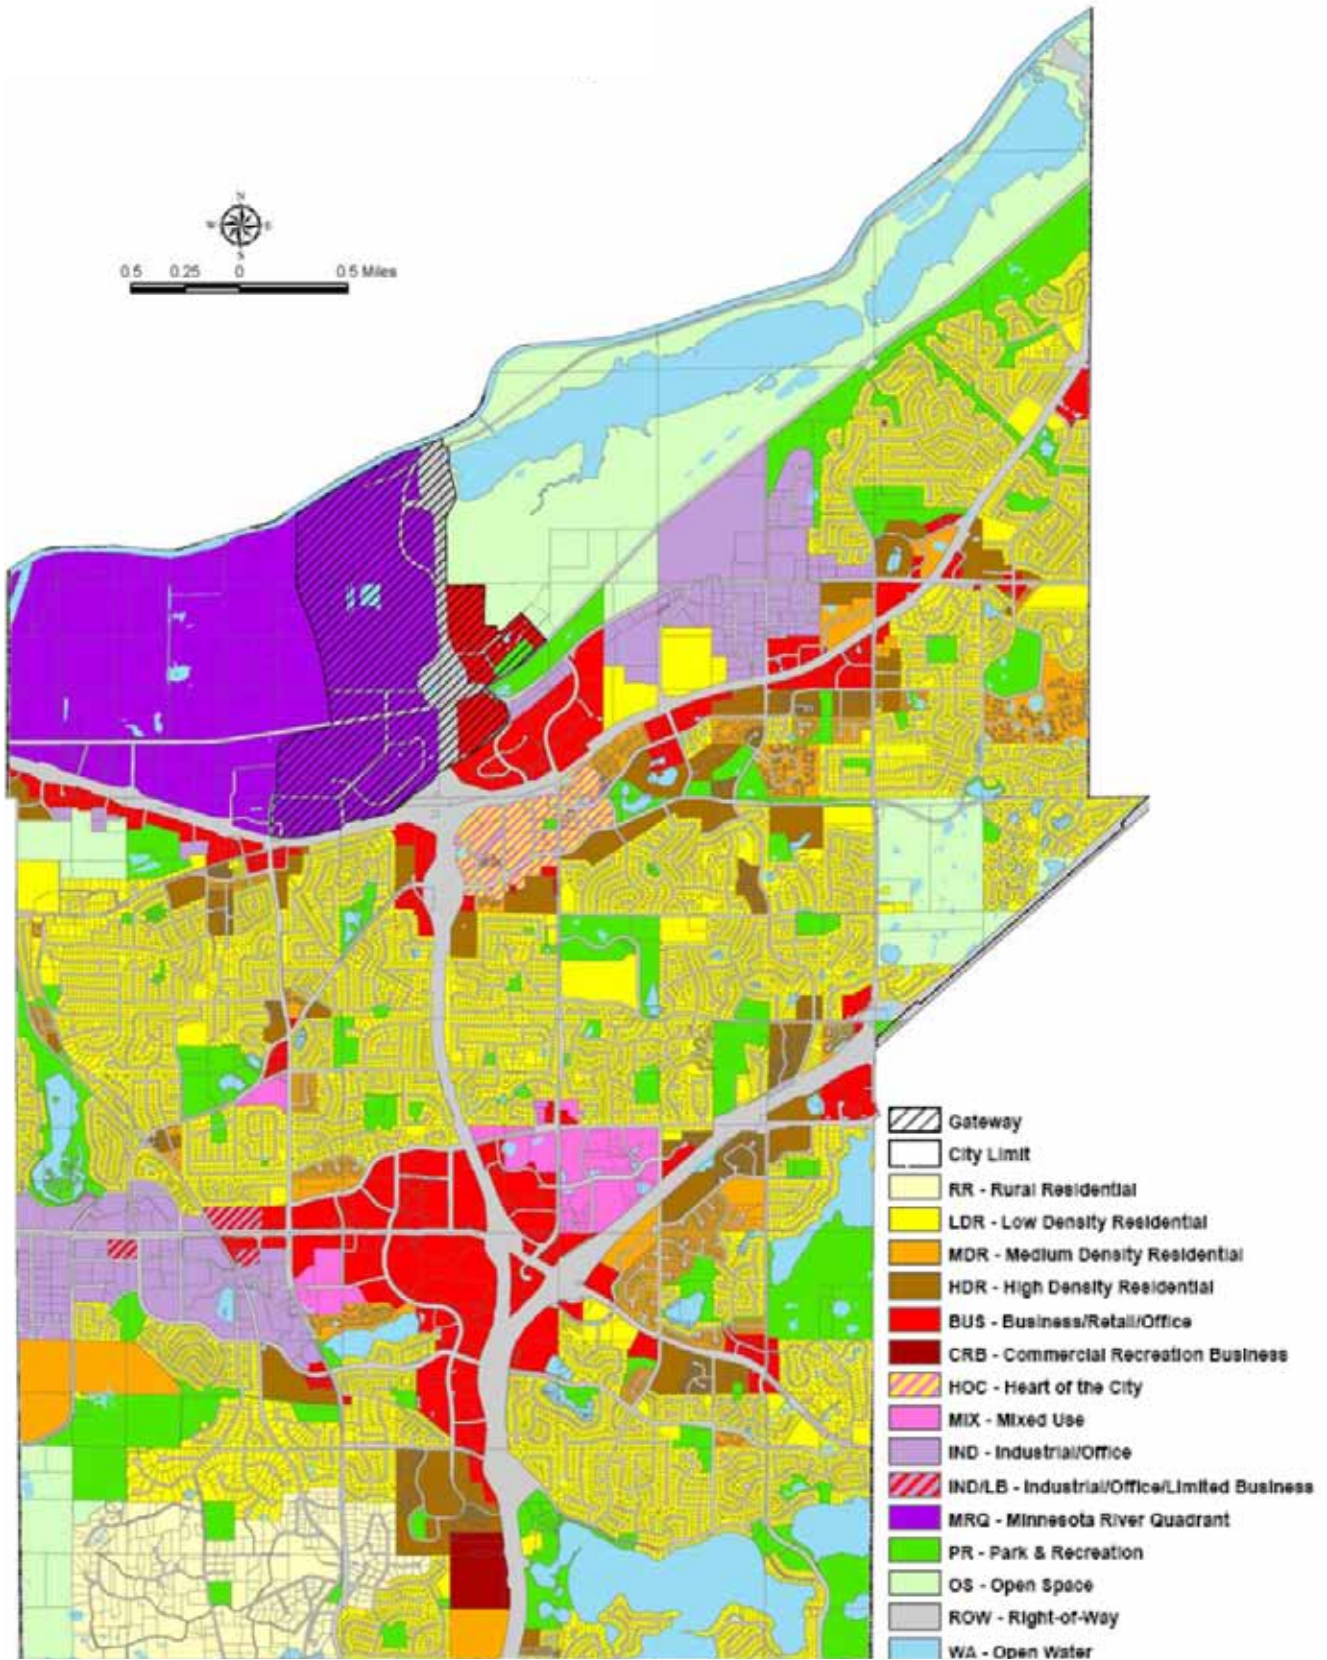 N
W E
S
0.5 0.25 0 0.5 Miles
Gateway
City Limit
RR - Rural Residential
LDR - Low Density Residential
MDR - Medium Density Residential
HDR - High Density Residential
BUS - Business/Retail/Office
CRB - Commercial Recreation Business
HOC - Heart of the City
MIX - Mixed Use
IND - Industrial/Office
IND/LB - Industrial/Office/Limited Business
MRQ - Minnesota River Quadrant
PR - Park & Recreation
OS - Open Space
ROW - Right-of-Way
WA - Open Water